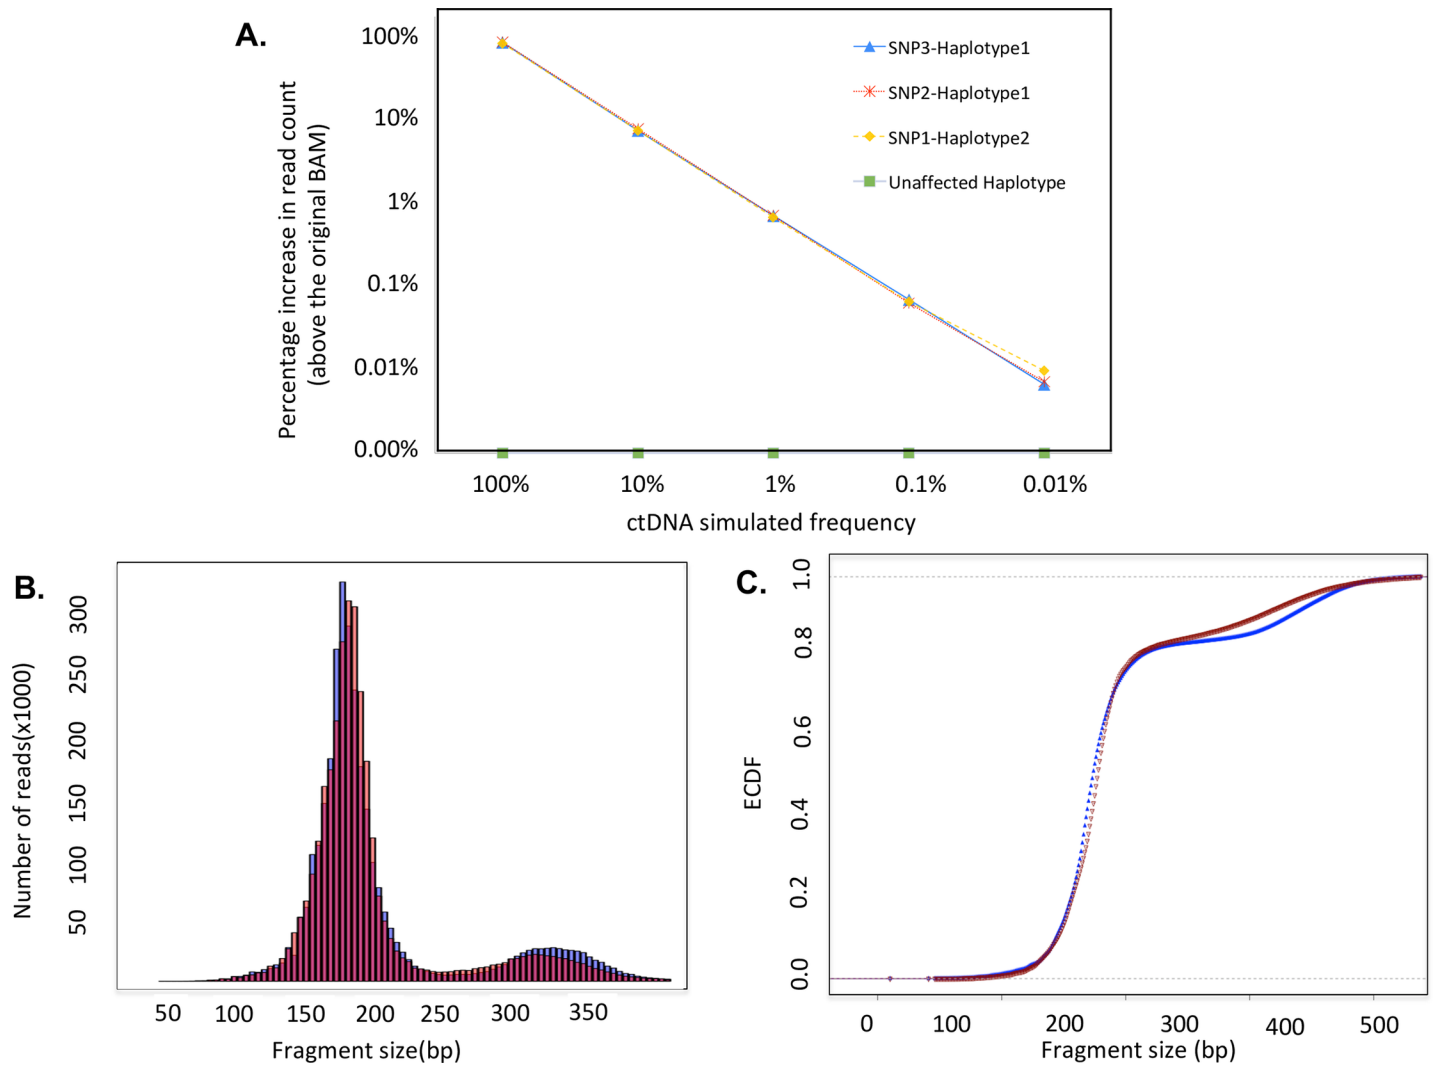 A.
Percentage increase in read count
(above the original BAM)
100%
10%
1%
0.1%
0.01%
0.00%
SNP3-Haplotype1
SNP2-Haplotype1
SNP1-Haplotype2
Unaffected Haplotype
100% 10% 1% 0.1% 0.01%
ctDNA simulated frequency
B.
Number of reads(x1000)
300
250
200
150
100
50
50 100 150 200 250 300 350
Fragment size(bp)
C.
ECDF
1.0
0.8
0.6
0.4
0.2
0.0
0 100 200 300 400 500
Fragment size (bp)